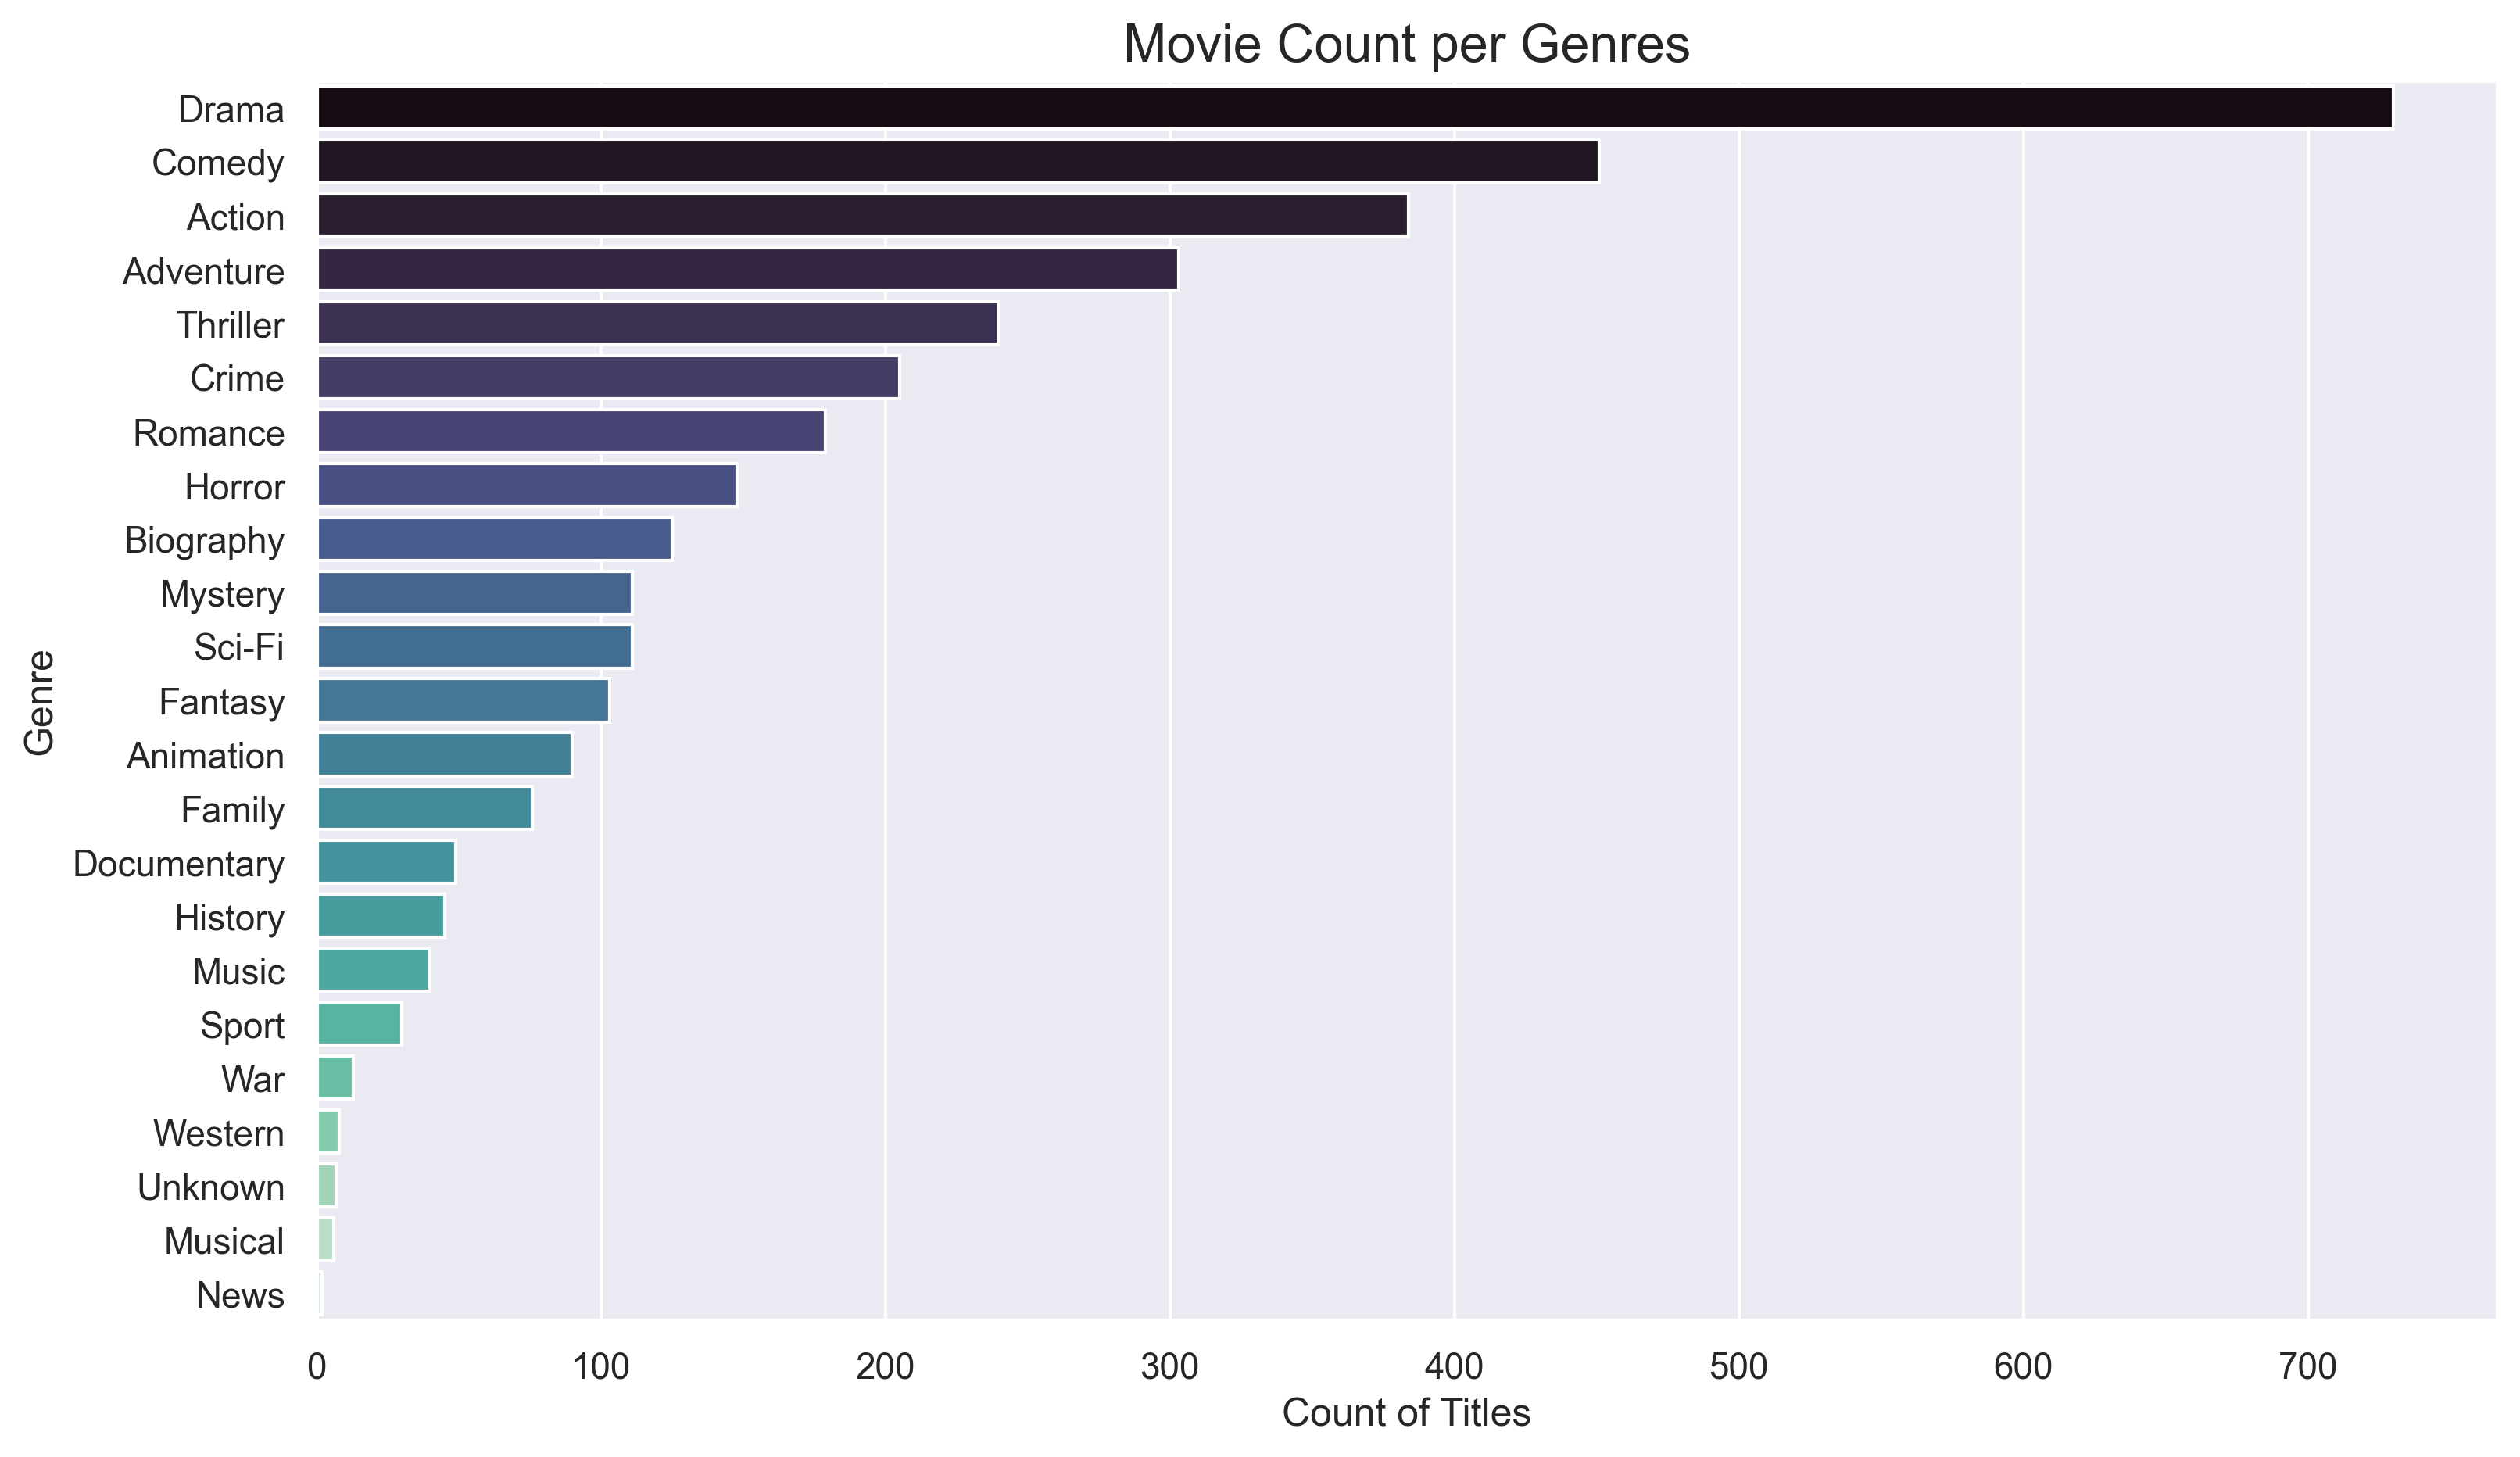 Movie Count per Genres
Drama
Comedy
Action
Adventure
Thriller
Crime
Romance
Horror
Biography
Mystery
Sci-Fi
Fantasy
Animation
Family
Documentary
History
Music
Sport
War
Western
Unknown
Musical
News
Genre
0 100 200 300 400 500 600 700
Count of Titles